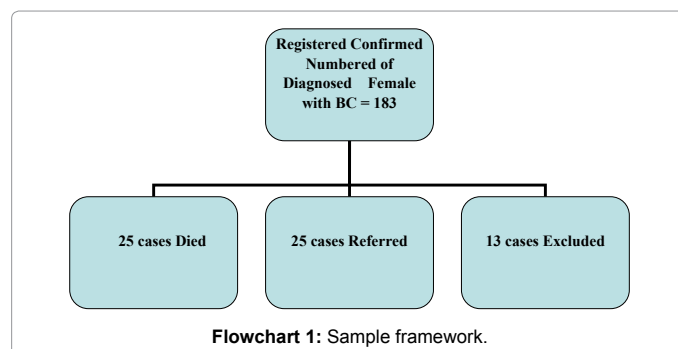 Registered Confirmed
Numbered of
Diagnosed Female
with BC = 183
25 cases Died
25 cases Referred
13 cases Excluded
Flowchart 1: Sample framework.